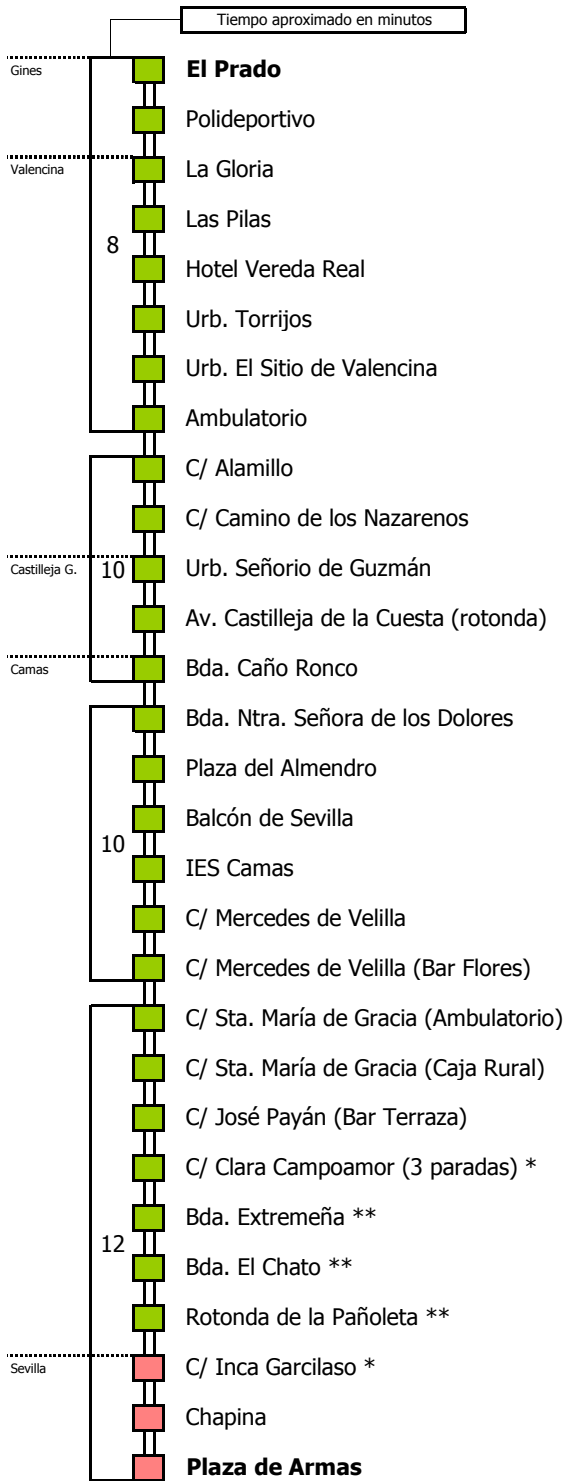 Tiempo aproximado en minutos
Gines
El Prado
Polideportivo
Valencina
La Gloria
Las Pilas
8
Hotel Vereda Real
Urb. Torrijos
Urb. El Sitio de Valencina
Ambulatorio
C/ Alamillo
C/ Camino de los Nazarenos
Castilleja G.
10
Urb. Señorio de Guzmán
Av. Castilleja de la Cuesta (rotonda)
Camas
Bda. Caño Ronco
Bda. Ntra. Señora de los Dolores
Plaza del Almendro
Balcón de Sevilla
10
IES Camas
C/ Mercedes de Velilla
C/ Mercedes de Velilla (Bar Flores)
C/ Sta. María de Gracia (Ambulatorio)
C/ Sta. María de Gracia (Caja Rural)
C/ José Payán (Bar Terraza)
C/ Clara Campoamor (3 paradas) *
Bda. Extremeña **
12
Bda. El Chato **
Rotonda de la Pañoleta **
Sevilla
C/ Inca Garcilaso *
Chapina
Plaza de Armas